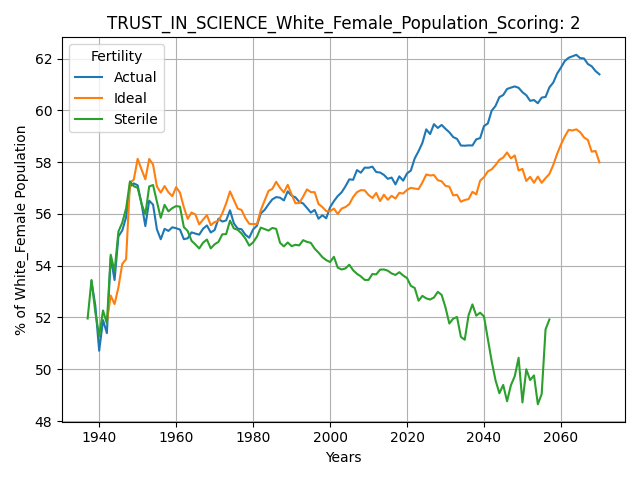 TRUST_IN_SCIENCE_White_Female_Population_Scoring: 2
Fertility
Actual
Ideal
Sterile
% of White_Female Population
62
60
58
56
54
52
50
48
1940 1960 1980 2000 2020 2040 2060
Years